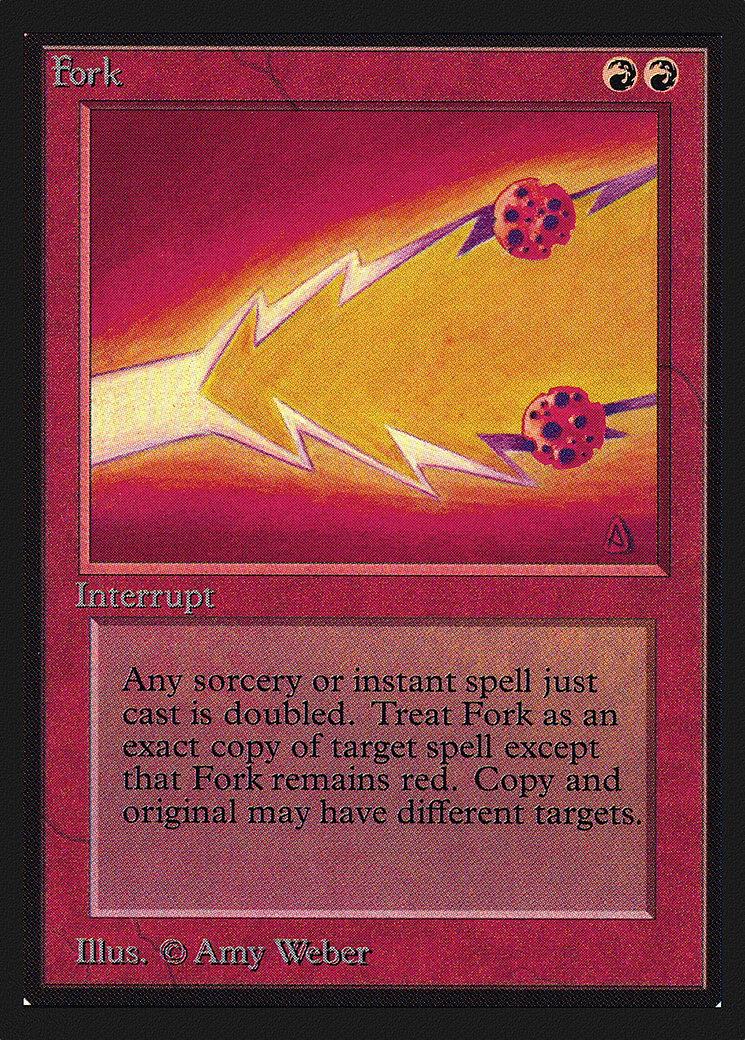 Fork
Interrupt
Any sorcery or instant spell just
cast is doubled. Treat Fork as an
exact copy of target spell except
that Fork remains red. Copy and
original may have different targets.
Illus. © Amy Weber